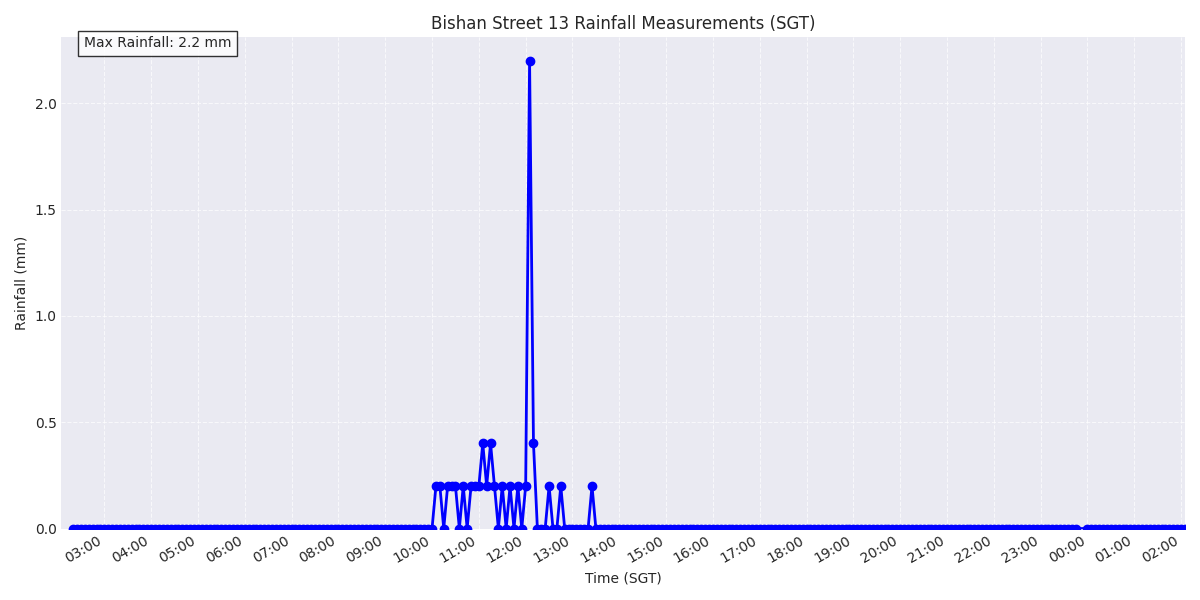 Bishan Street 13 Rainfall Measurements (SGT)
Max Rainfall: 2.2 mm
Rainfall (mm)
2.0
1.5
1.0
0.5
0.0
03:00 04:00 05:00 06:00 07:00 08:00 09:00 10:00 11:00 12:00 13:00 14:00 15:00 16:00 17:00 18:00 19:00 20:00 21:00 22:00 23:00 00:00 01:00 02:00
Time (SGT)